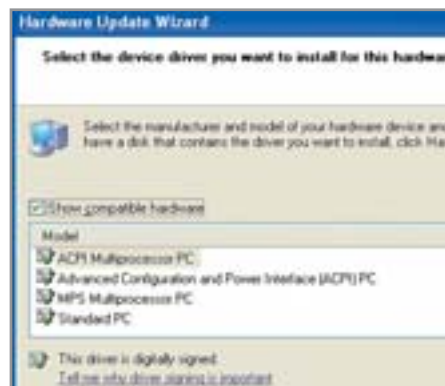 Hardware Update Wizard
Select the device driver you want to install for this hardwar
Select the manufacturer and model of your hardware device and
have a disk that contains the driver you want to install, click Ha
Show compatible hardware
Model
ACPI Multiprocessor PC
Advanced Configuration and Power Interface (ACPI) PC
MPS Multiprocessor PC
Standard PC
This driver is digitally signed.
Tell me why driver signing is important